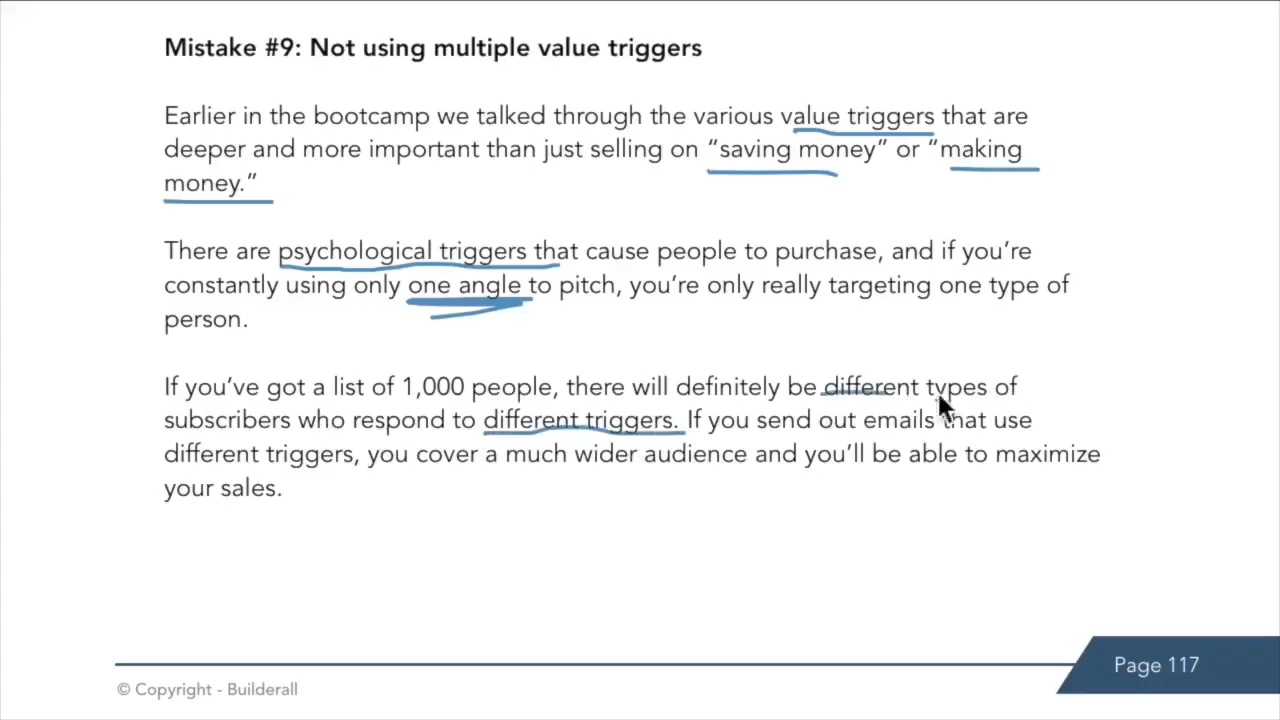 Mistake #9: Not using multiple value triggers
Earlier in the bootcamp we talked through the various value triggers that are
deeper and more important than just selling on “saving money” or “making
money.”
There are psychological triggers that cause people to purchase, and if you’re
constantly using only one angle to pitch, you’re only really targeting one type of
person.
If you’ve got a list of 1,000 people, there will definitely be different types of
subscribers who respond to different triggers. If you send out emails that use
different triggers, you cover a much wider audience and you’ll be able to maximize
your sales.
Page 117
© Copyright - Builderall